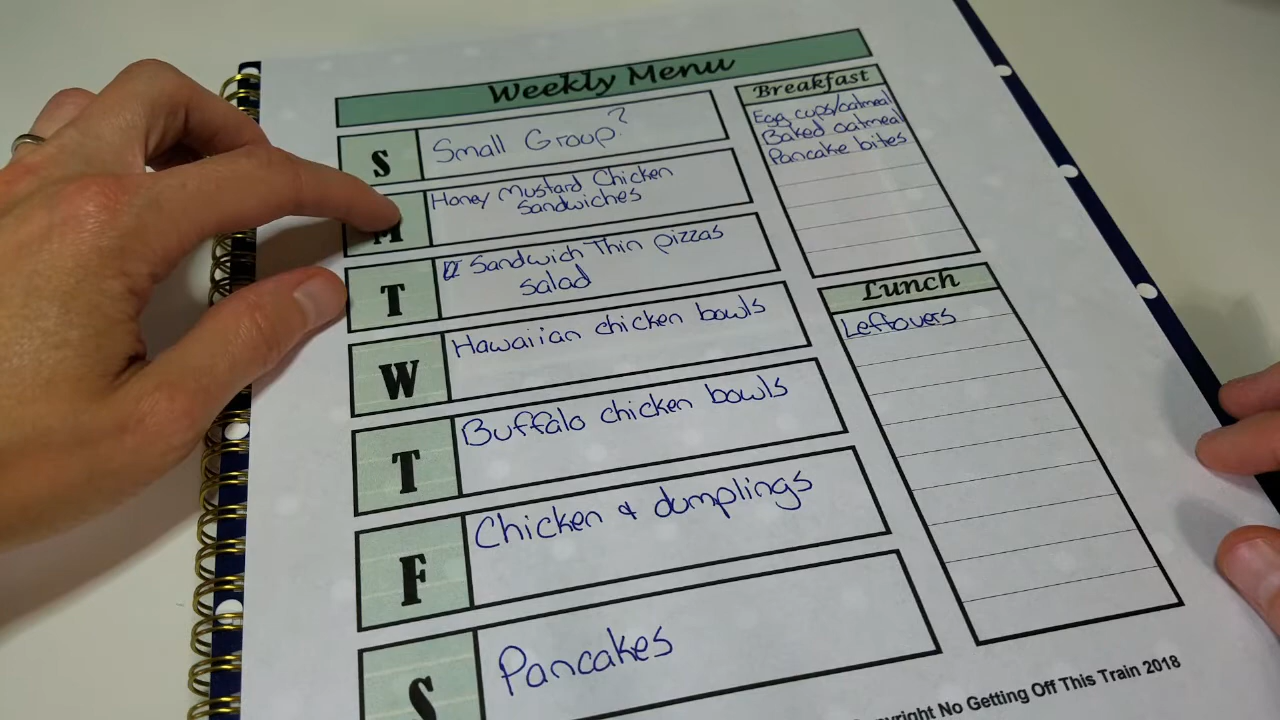 Weekly Menu
S
Small Group?
M
Honey Mustard Chicken
Sandwiches
T
Sandwich Thin pizzas
salad
W
Hawaiian chicken bowls
T
Buffalo chicken bowls
F
Chicken & dumplings
S
Pancakes
Breakfast
Egg cups/oatmeal
Baked oatmeal
Pancake bites
Lunch
Leftovers
pyright No Getting Off This Train 2018